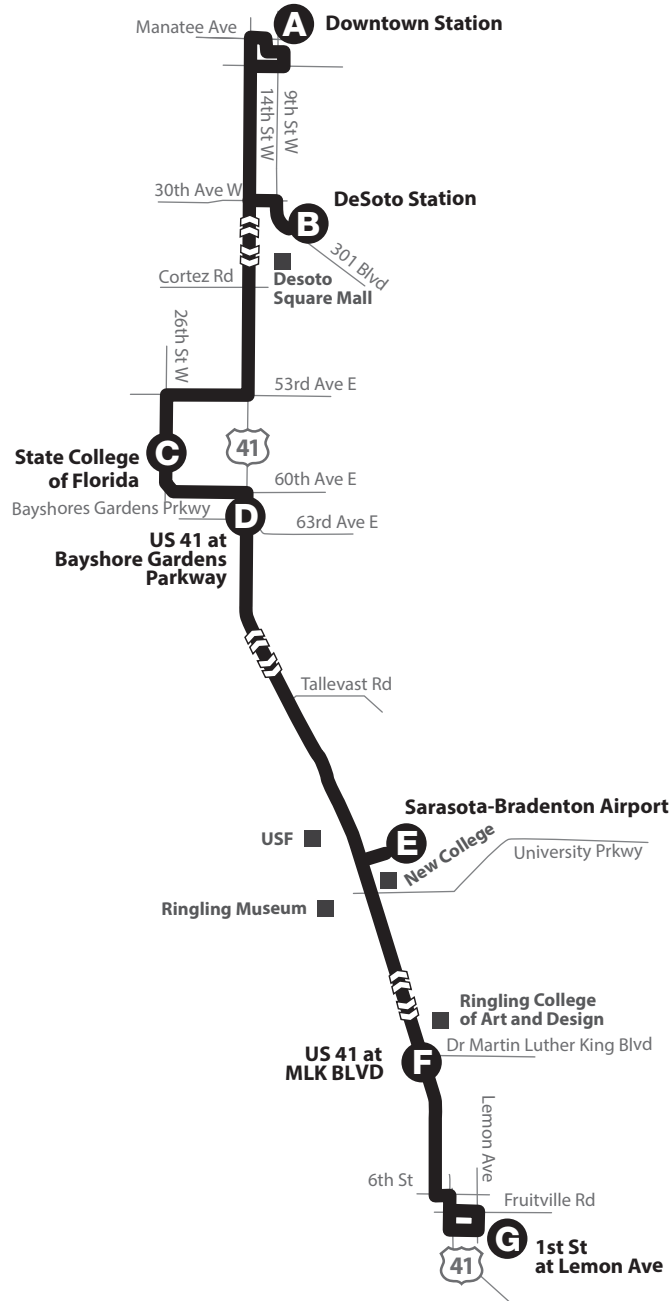 Manatee Ave
A
Downtown Station
14th St W
9th St W
30th Ave W
DeSoto Station
B
301 Blvd
Cortez Rd
Desoto
Square Mall
26th St W
53rd Ave E
41
C
State College
of Florida
60th Ave E
Bayshores Gardens Prkwy
D
63rd Ave E
US 41 at
Bayshore Gardens
Parkway
Tallevast Rd
Sarasota-Bradenton Airport
E
USF
New College
University Prkwy
Ringling Museum
Ringling College
of Art and Design
Dr Martin Luther King Blvd
US 41 at
MLK BLVD
F
Lemon Ave
6th St
Fruitville Rd
G
1st St
at Lemon Ave
41